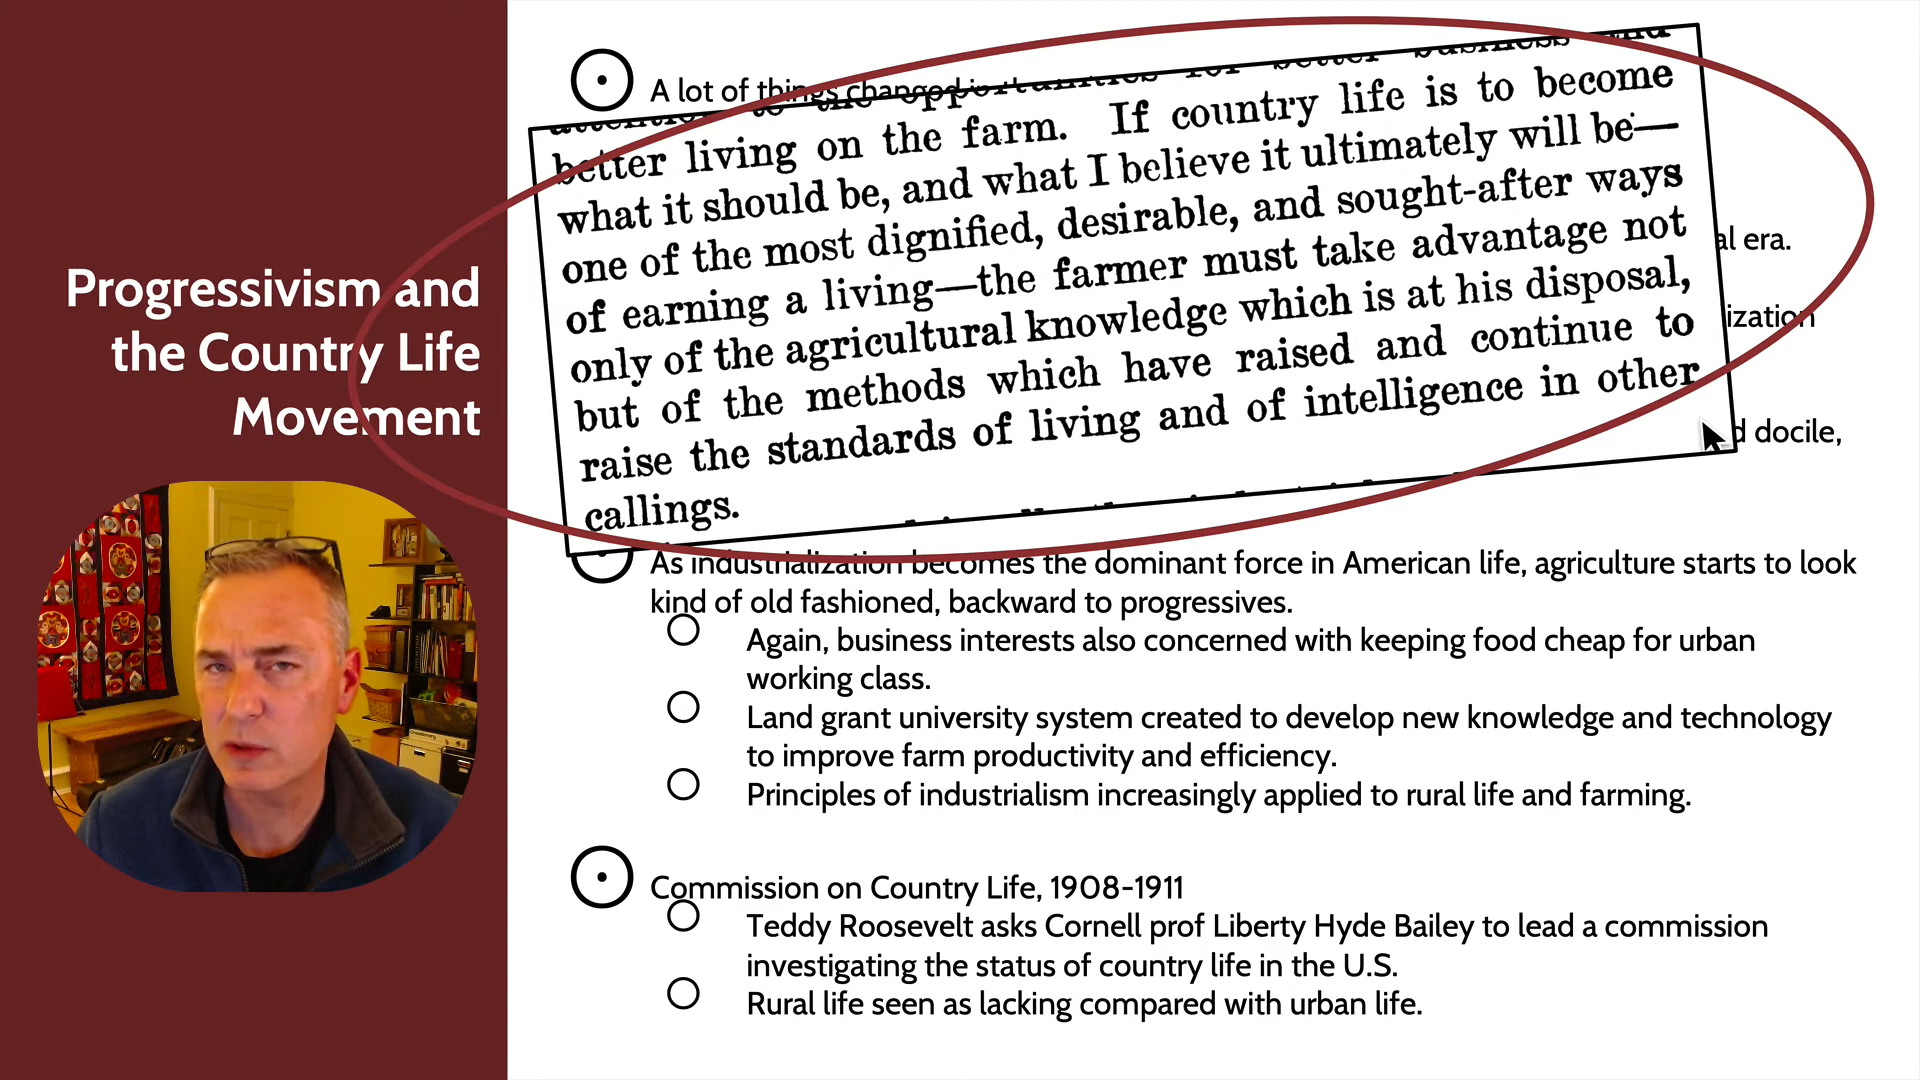 Progressivism and
the Country Life
Movement
A lot of things changed in
attention to the opportunities for better business and
better living on the farm. If country life is to become
what it should be, and what I believe it ultimately will be—
one of the most dignified, desirable, and sought-after ways
of earning a living—the farmer must take advantage not
only of the agricultural knowledge which is at his disposal,
but of the methods which have raised and continue to
raise the standards of living and of intelligence in other
callings.
al era.
ization
d docile,
As industrialization becomes the dominant force in American life, agriculture starts to look
kind of old fashioned, backward to progressives.
Again, business interests also concerned with keeping food cheap for urban
working class.
Land grant university system created to develop new knowledge and technology
to improve farm productivity and efficiency.
Principles of industrialism increasingly applied to rural life and farming.
Commission on Country Life, 1908-1911
Teddy Roosevelt asks Cornell prof Liberty Hyde Bailey to lead a commission
investigating the status of country life in the U.S.
Rural life seen as lacking compared with urban life.